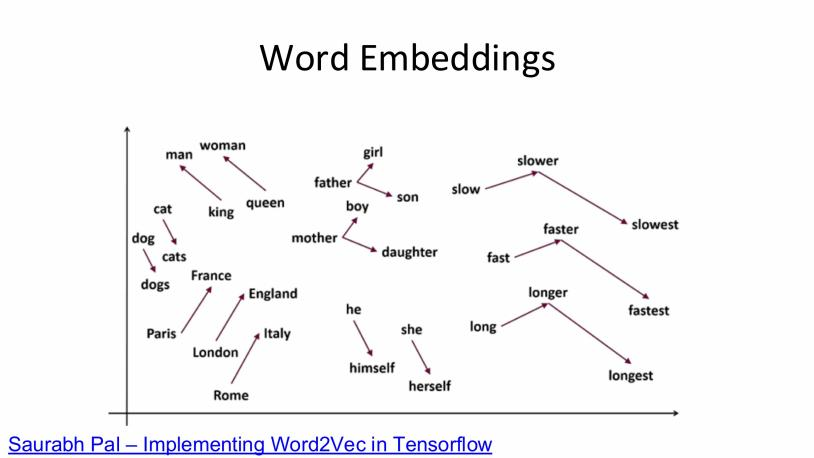 Word Embeddings
man
woman
king
queen
cat
cats
dog
dogs
France
Paris
England
London
Italy
Rome
girl
father
son
boy
mother
daughter
he
himself
she
herself
slow
slower
slowest
fast
faster
fastest
long
longer
longest
Saurabh Pal – Implementing Word2Vec in Tensorflow